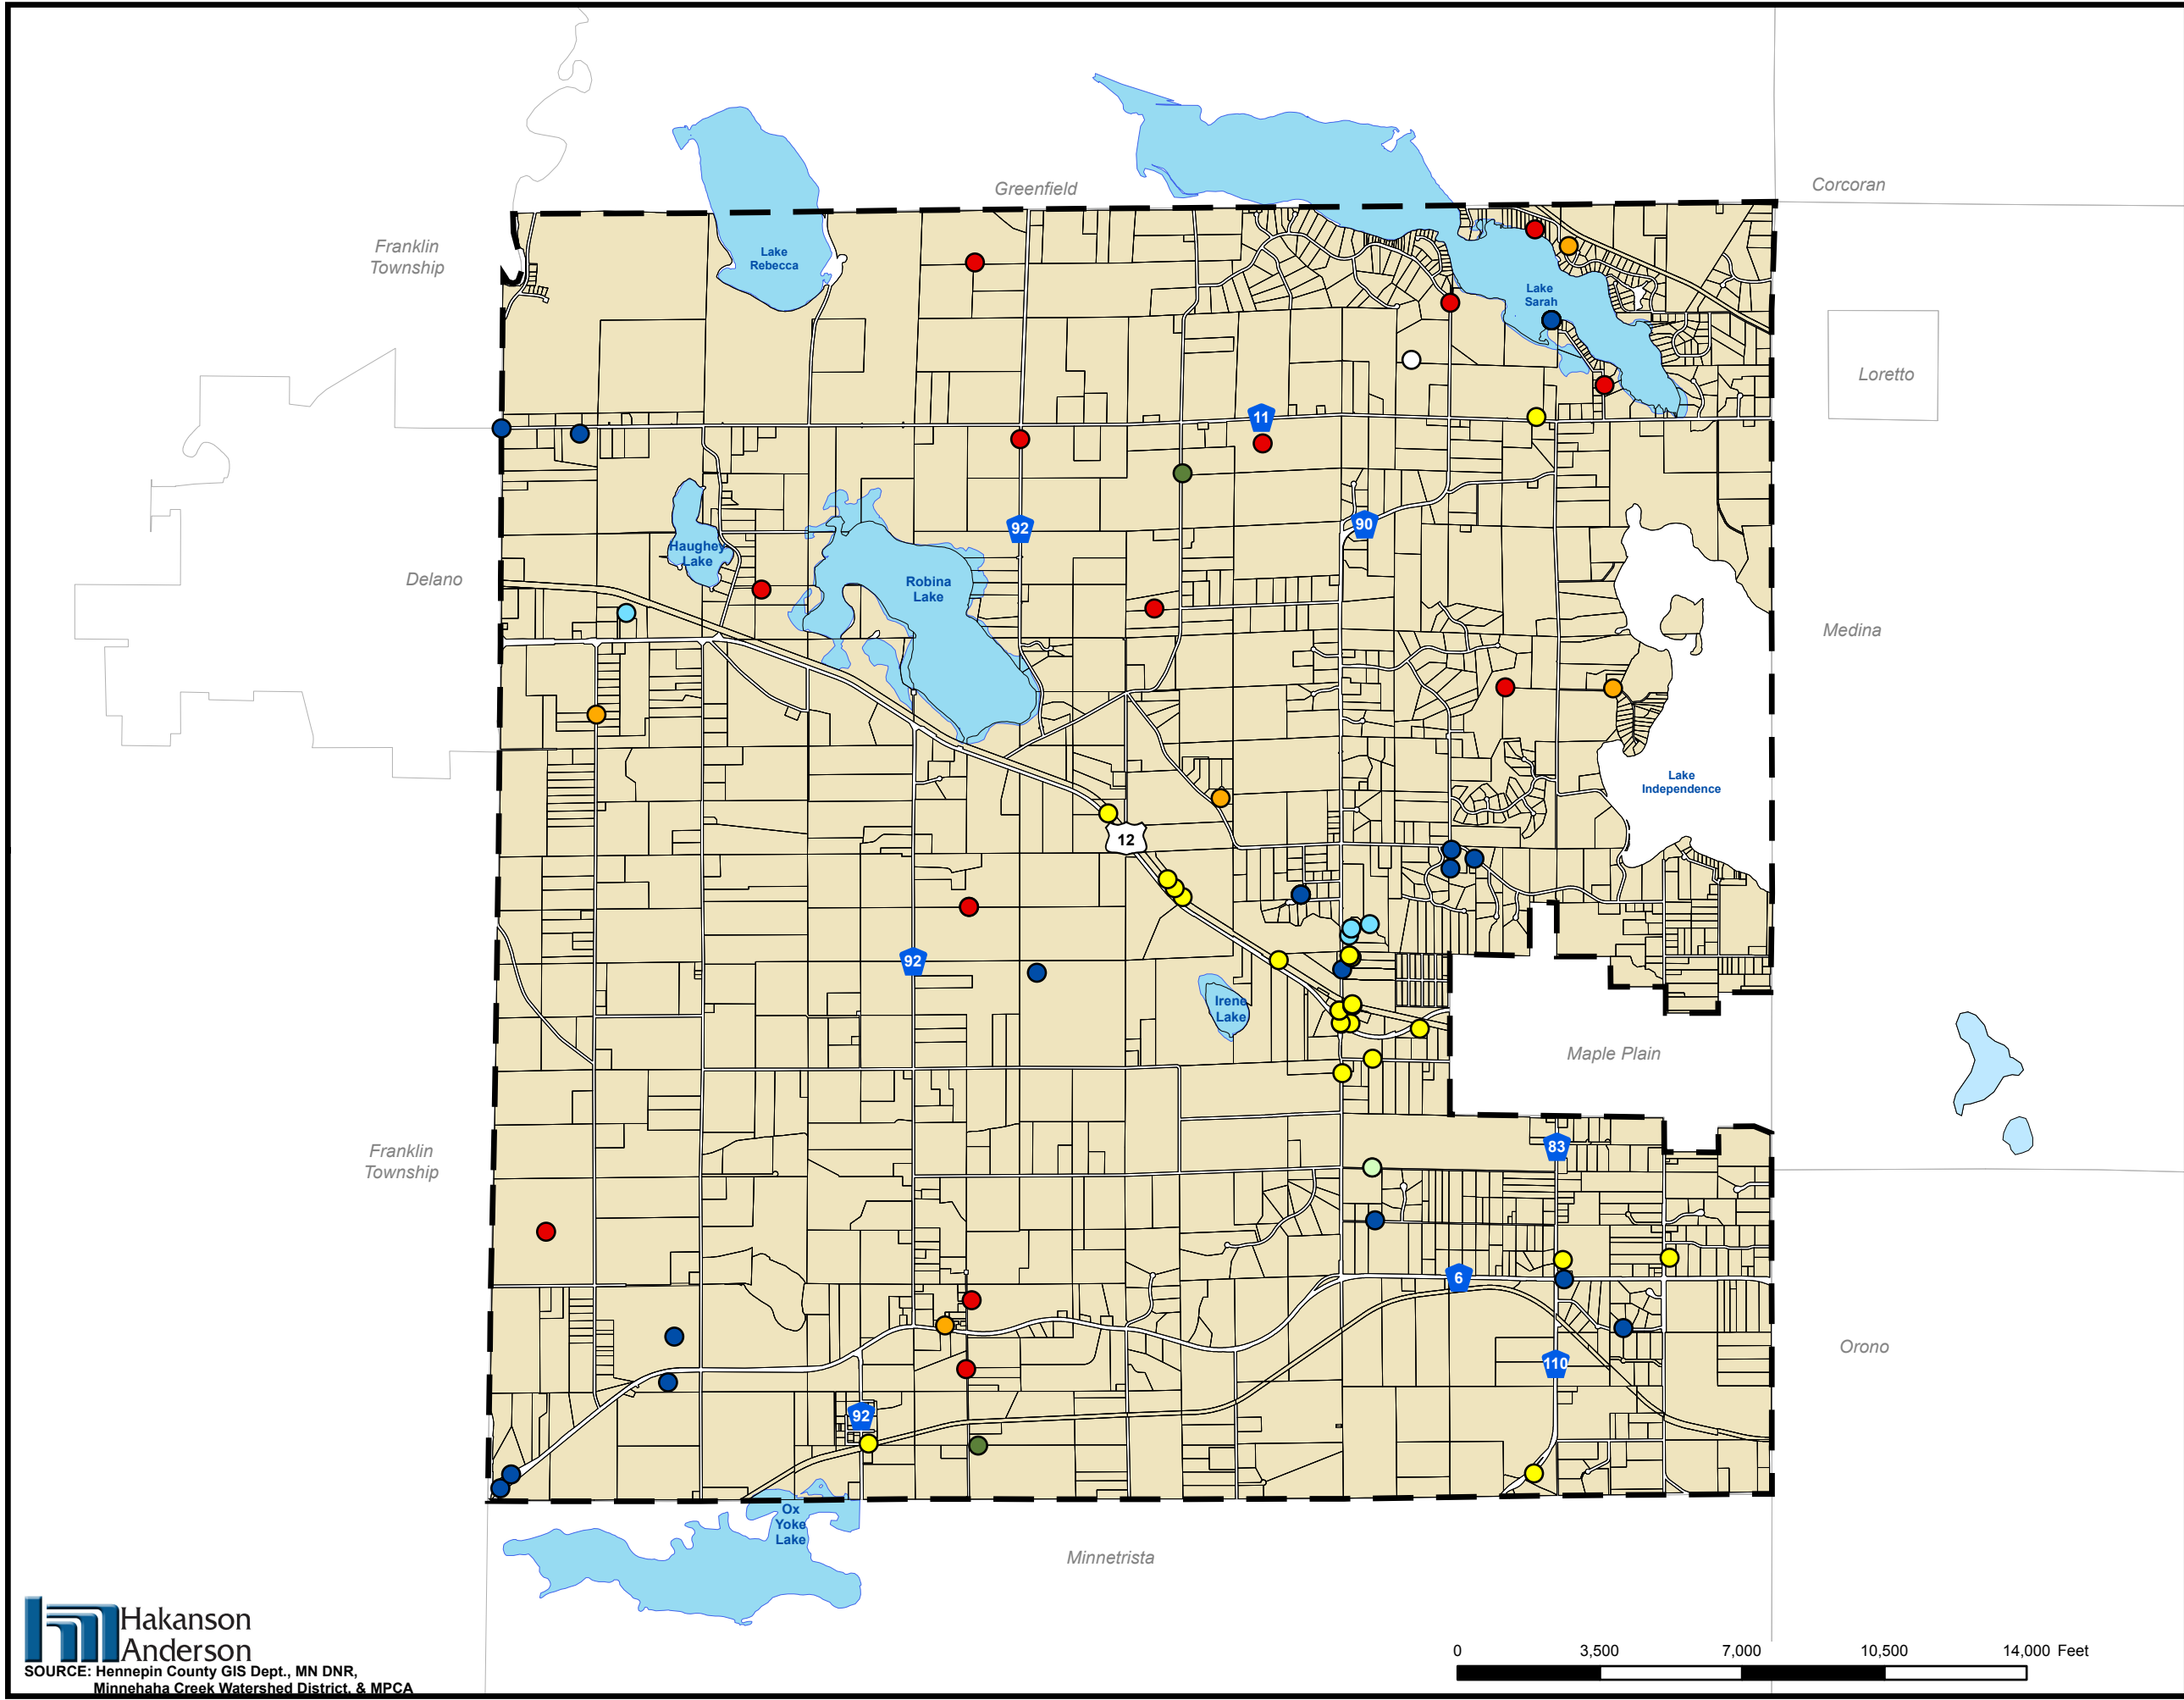 Greenfield
Corcoran
Franklin
Township
Lake
Rebecca
Lake
Sarah
Loretto
11
92
90
Haughey
Lake
Delano
Robina
Lake
Medina
Lake
Independence
12
92
Irene
Lake
Maple Plain
Franklin
Township
83
6
Orono
110
92
Ox
Yoke
Lake
Minnetrista
Hakanson
Anderson
SOURCE: Hennepin County GIS Dept., MN DNR,
Minnehaha Creek Watershed District. & MPCA
0 3,500 7,000 10,500 14,000 Feet